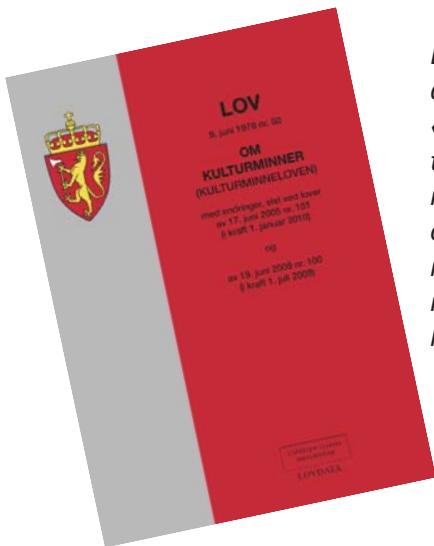 LOV
9. juni 1978 nr. 50
OM
KULTURMINNER
(KULTURMINNELOVEN)
med endringer, sist ved lover
av 17. juni 2005 nr. 101
(i kraft 1. januar 2010)
og
av 19. juni 2009 nr. 100
(i kraft 1. juli 2009)
LOVDATA